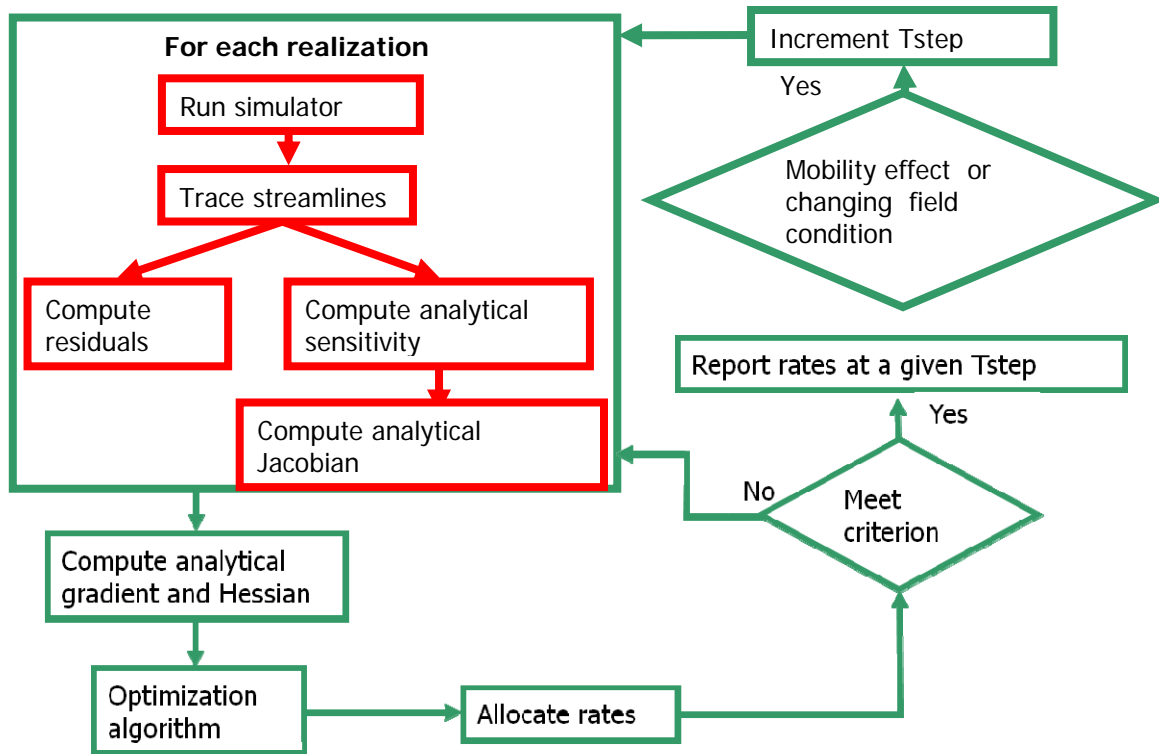 For each realization
Run simulator
Trace streamlines
Compute
residuals
Compute analytical
sensitivity
Compute analytical
Jacobian
Compute analytical
gradient and Hessian
Optimization
algorithm
Allocate rates
Meet
criterion
No
Yes
Report rates at a given Tstep
Mobility effect or
changing field
condition
Yes
Increment Tstep